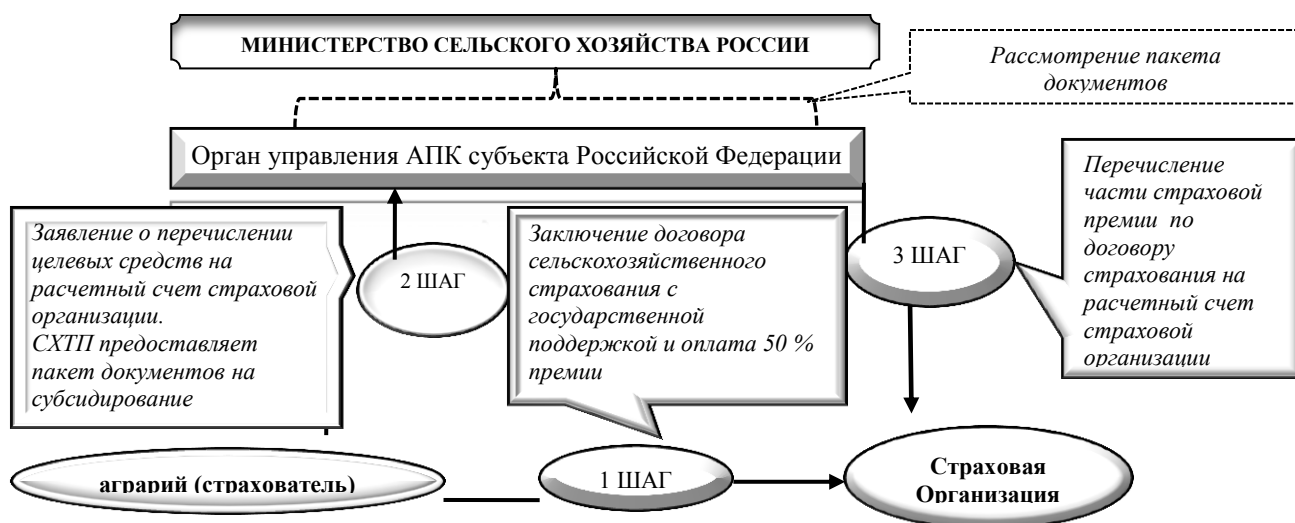 МИНИСТЕРСТВО СЕЛЬСКОГО ХОЗЯЙСТВА РОССИИ
Рассмотрение пакета
документов
Орган управления АПК субъекта Российской Федерации
Заявление о перечислении
целевых средств на
расчетный счет страховой
организации.
СХТП предоставляет
пакет документов на
субсидирование
2 ШАГ
Заключение договора
сельскохозяйственного
страхования с
государственной
поддержкой и оплата 50 %
премии
3 ШАГ
Перечисление
части страховой
премии по
договору
страхования на
расчетный счет
страховой
организации
аграрий (страхователь)
1 ШАГ
Страховая
Организация